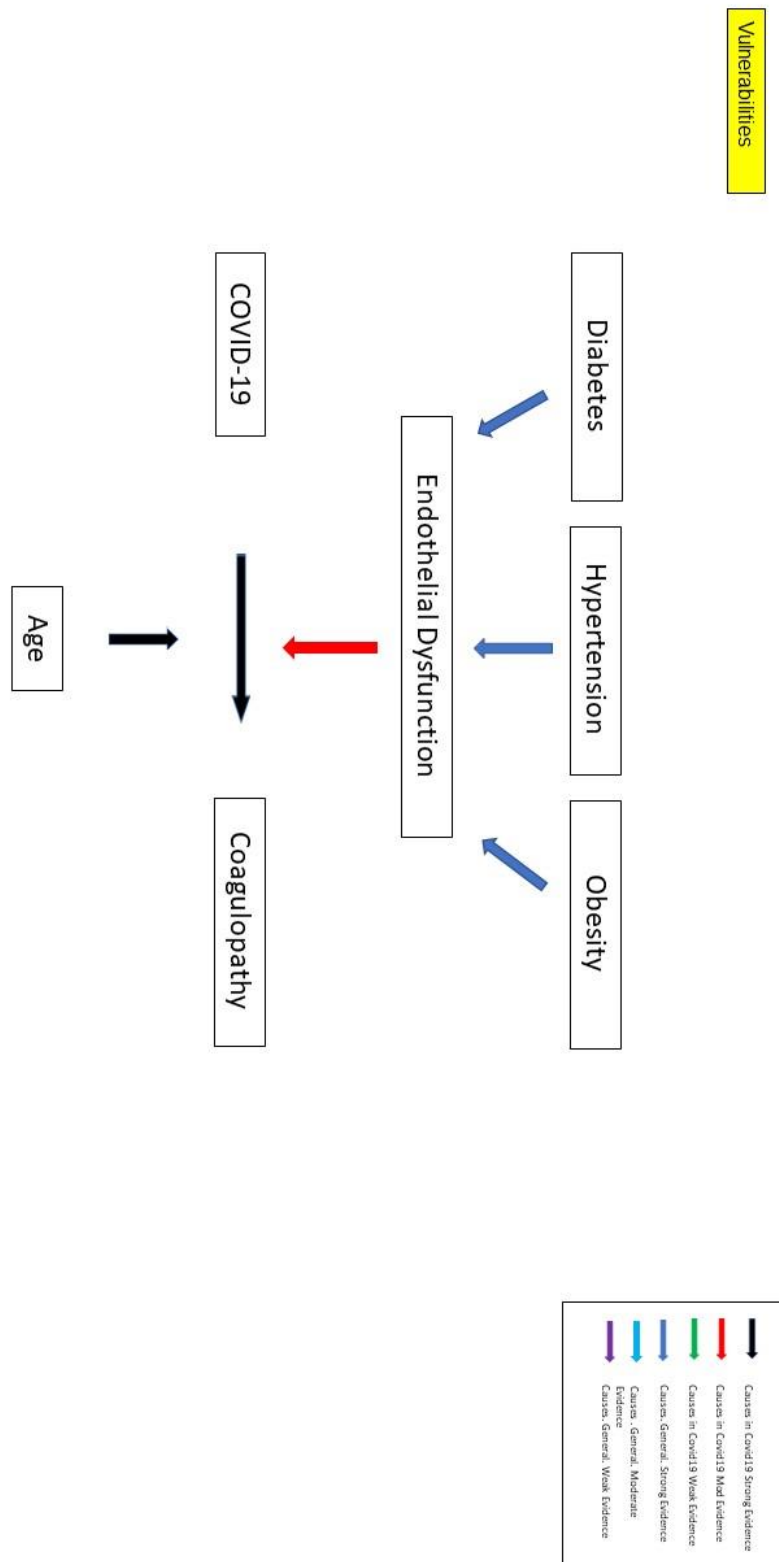 Vulnerabilities
Diabetes
Hypertension
Obesity
Endothelial Dysfunction
COVID-19
Coagulopathy
Age
Causes in Covid19 Strong Evidence
Causes in Covid19 Mod Evidence
Causes in Covid19 Weak Evidence
Causes. General. Strong Evidence
Causes . General. Moderate
Evidence
Causes. General. Weak Evidence